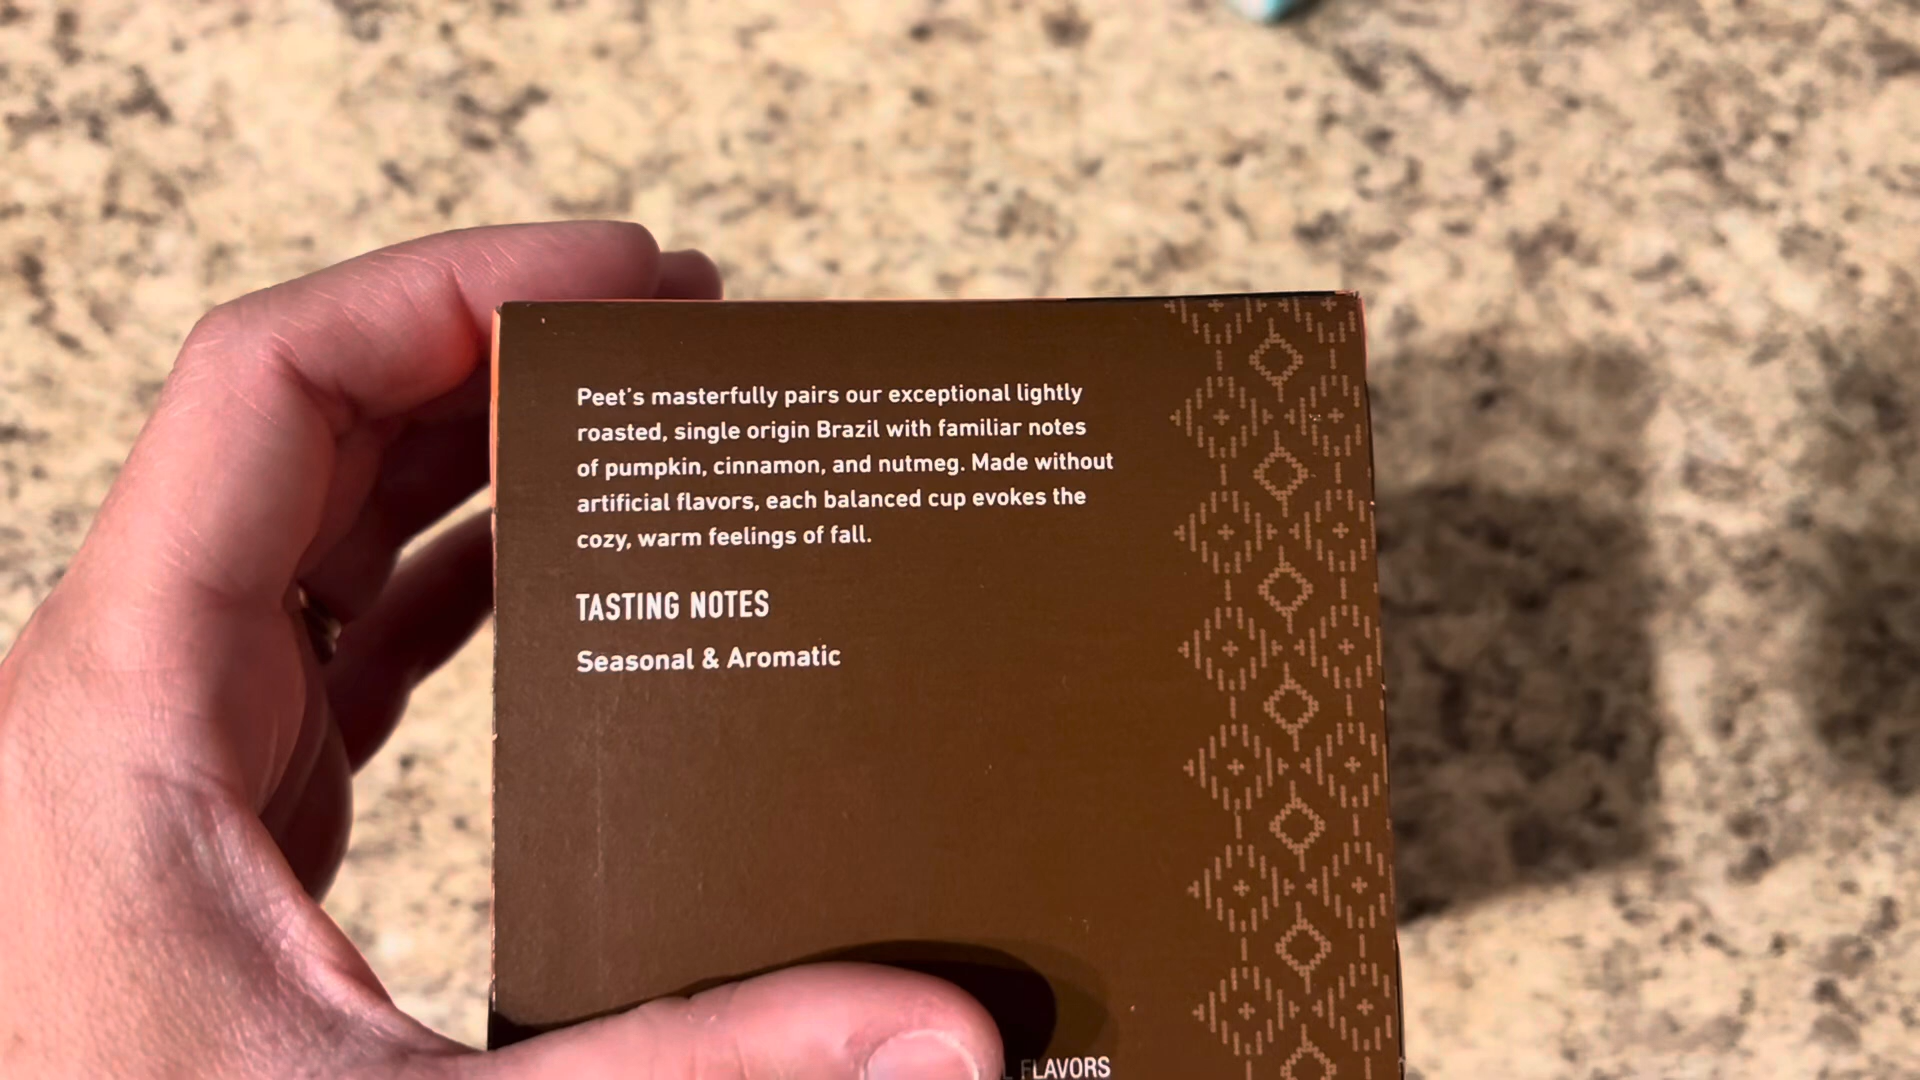 Peet's masterfully pairs our exceptional lightly
roasted, single origin Brazil with familiar notes
of pumpkin, cinnamon, and nutmeg. Made without
artificial flavors, each balanced cup evokes the
cozy, warm feelings of fall.
TASTING NOTES
Seasonal & Aromatic
FLAVORS